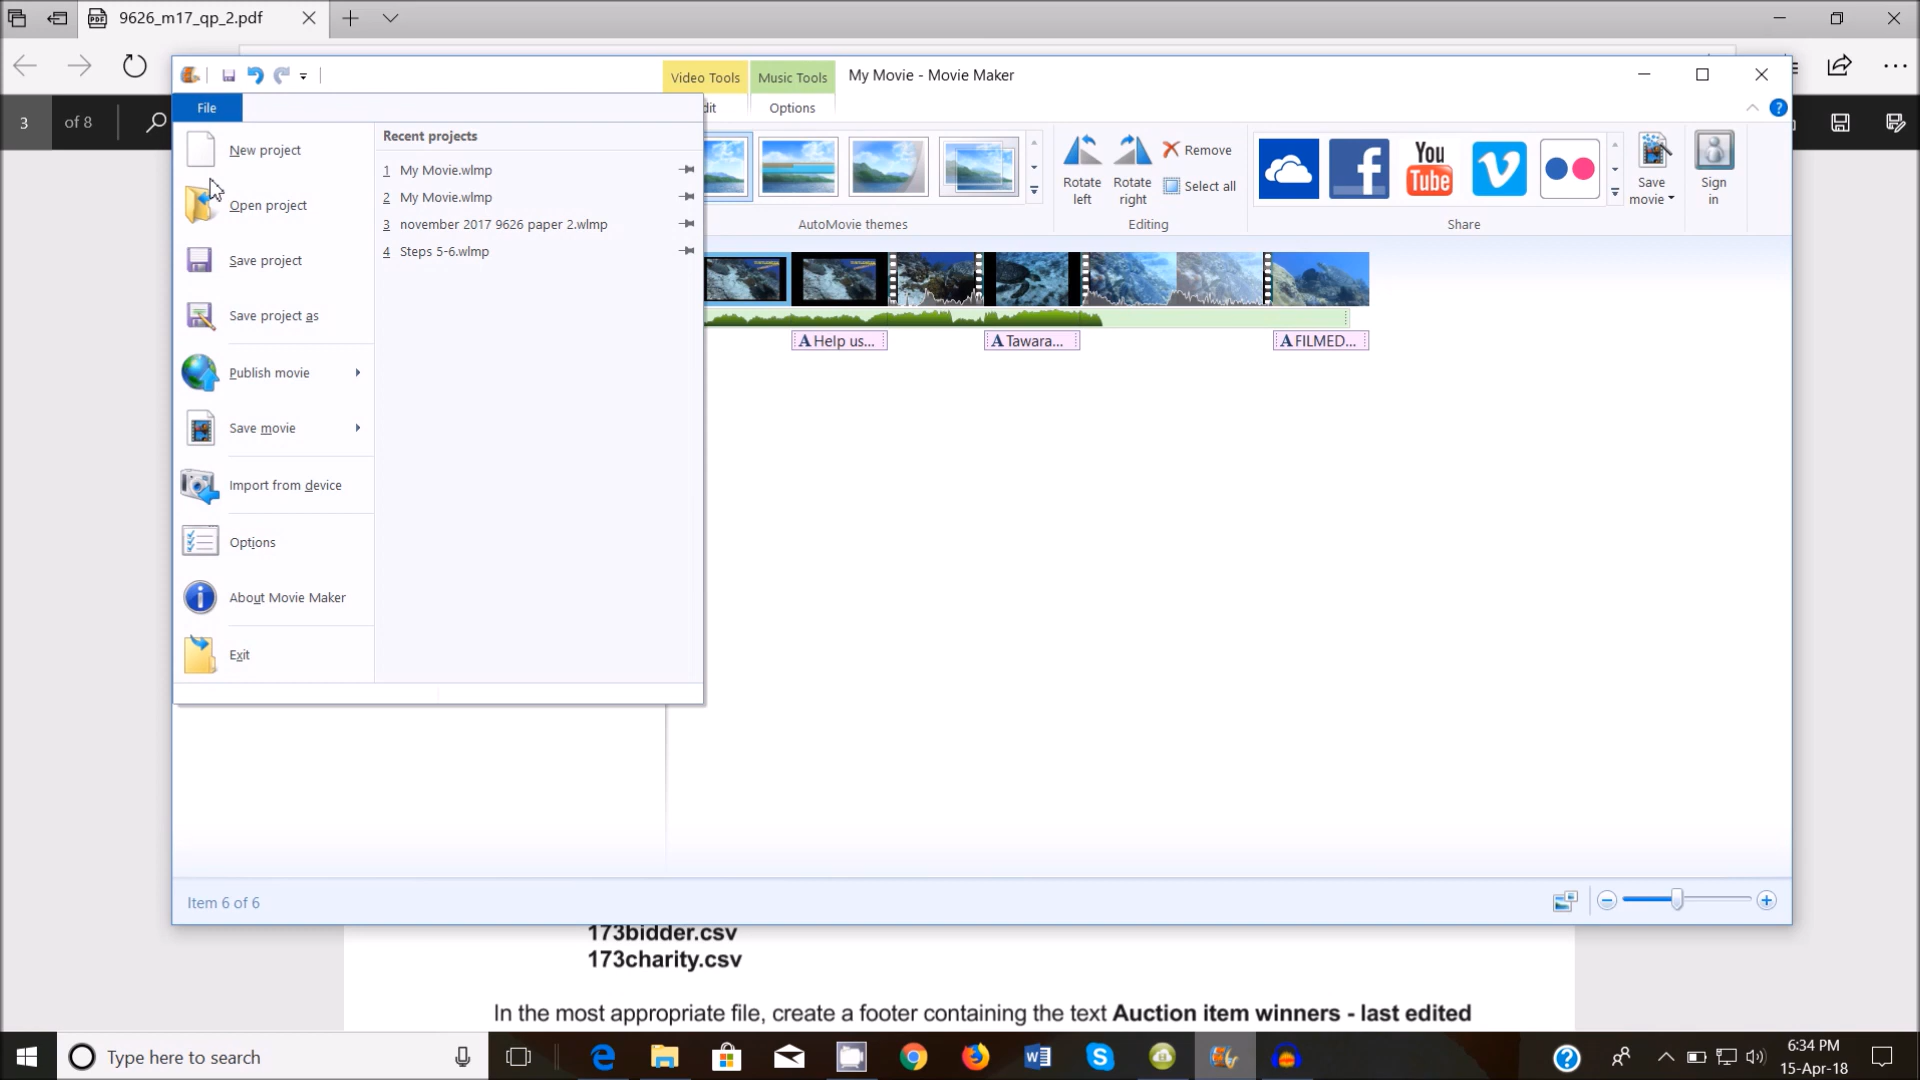 9626_m17_qp_2.pdf
3 of 8
Video Tools
Music Tools
My Movie - Movie Maker
File
dit
Options
New project
Open project
Save project
Save project as
Publish movie
Save movie
Import from device
Options
About Movie Maker
Exit
Recent projects
1 My Movie.wlmp
2 My Movie.wlmp
3 november 2017 9626 paper 2.wlmp
4 Steps 5-6.wlmp
Rotate left
Rotate right
Remove
Select all
You Tube
Save movie
Sign in
AutoMovie themes
Editing
Share
A Help us...
A Tawara...
A FILMED...
Item 6 of 6
173bidder.csv
173charity.csv
In the most appropriate file, create a footer containing the text Auction item winners - last edited
Type here to search
6:34 PM
15-Apr-18